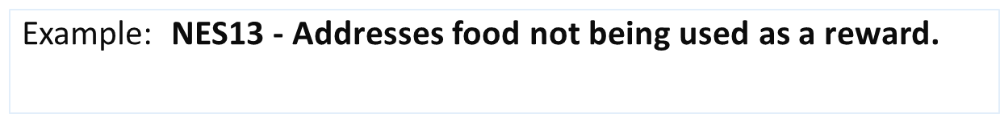 Example: NES13 - Addresses food not being used as a reward.